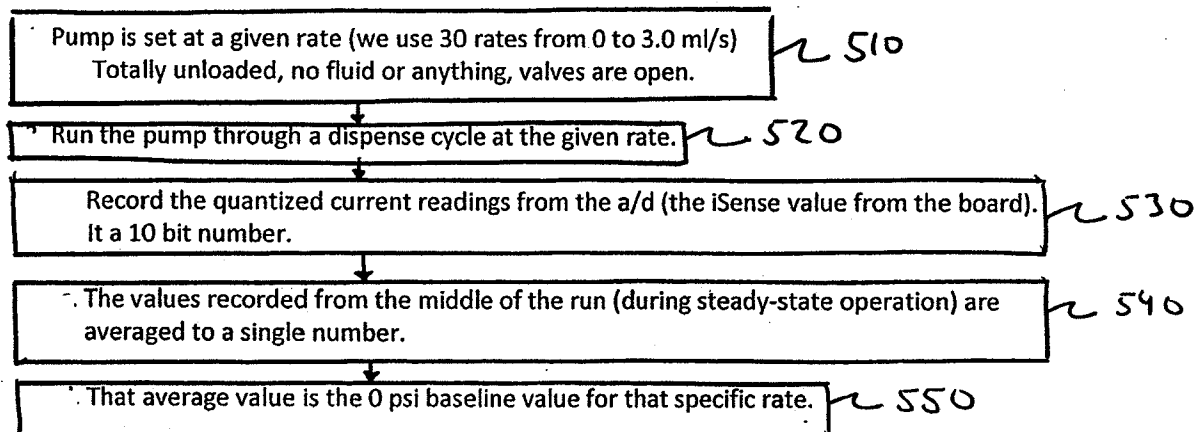 Pump is set at a given rate (we use 30 rates from 0 to 3.0 ml/s)
Totally unloaded, no fluid or anything, valves are open.
510
Run the pump through a dispense cycle at the given rate.
520
Record the quantized current readings from the a/d (the iSense value from the board).
It a 10 bit number.
530
The values recorded from the middle of the run (during steady-state operation) are
averaged to a single number.
540
That average value is the 0 psi baseline value for that specific rate.
550